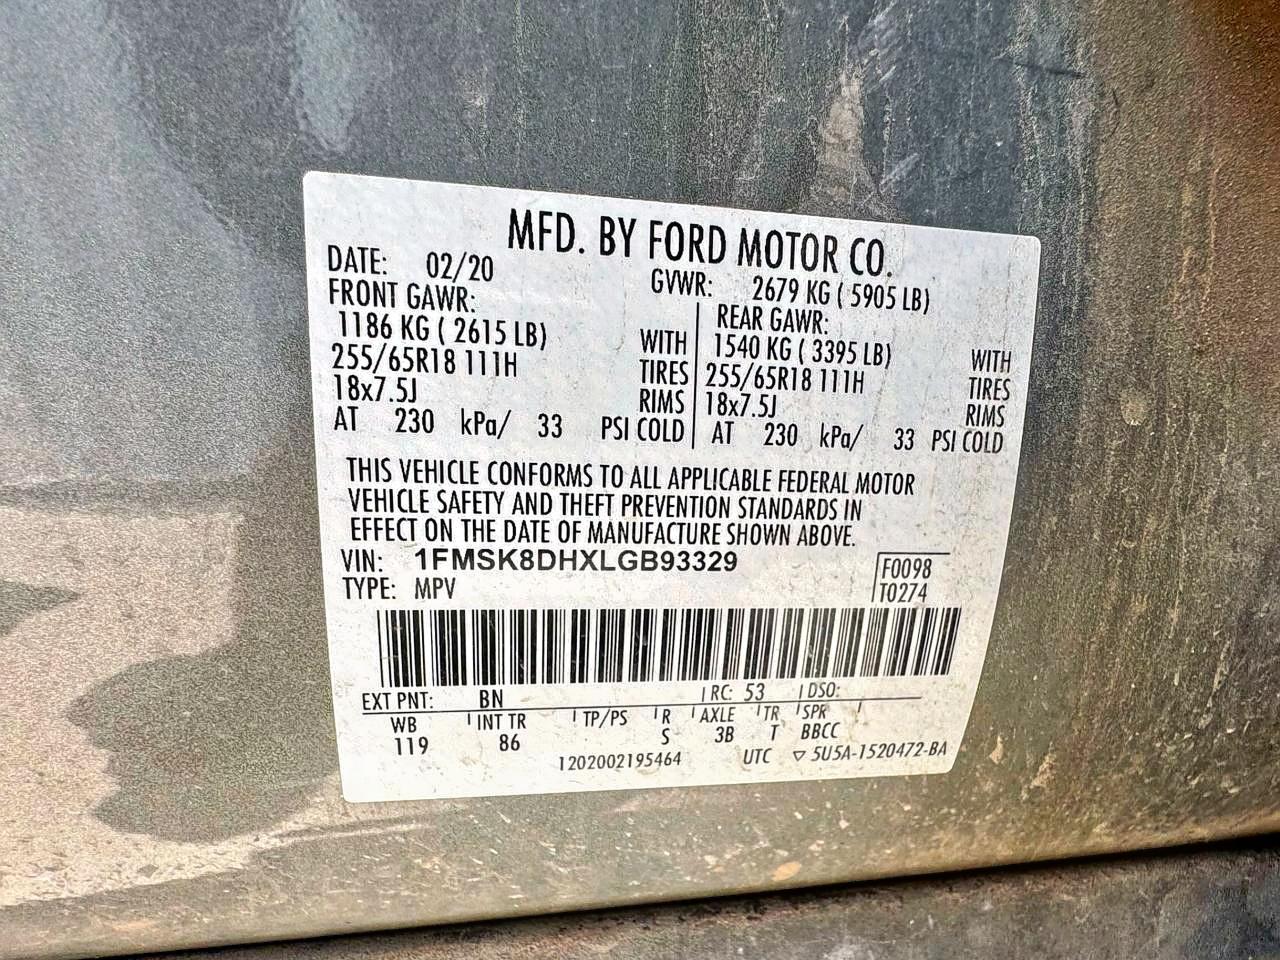 MFD. BY FORD MOTOR CO.
DATE: 02/20 GVWR: 2679 KG ( 5905 LB)
FRONT GAWR: REAR GAWR:
1186 KG ( 2615 LB) WITH 1540 KG ( 3395 LB) WITH
255/65R18 111H TIRES 255/65R18 111H TIRES
18x7.5J RIMS 18x7.5J RIMS
AT 230 kPa/ 33 PSI COLD AT 230 kPa/ 33 PSI COLD
THIS VEHICLE CONFORMS TO ALL APPLICABLE FEDERAL MOTOR
VEHICLE SAFETY AND THEFT PREVENTION STANDARDS IN
EFFECT ON THE DATE OF MANUFACTURE SHOWN ABOVE.
VIN: 1FMSK8DHXLGB93329 F0098
TYPE: MPV T0274
EXT PNT: BN RC: 53 DSO:
WB INT TR TP/PS R AXLE TR SPR
119 86 S 3B T BBCC
1202002195464 UTC ▽ 5U5A-1520472-BA